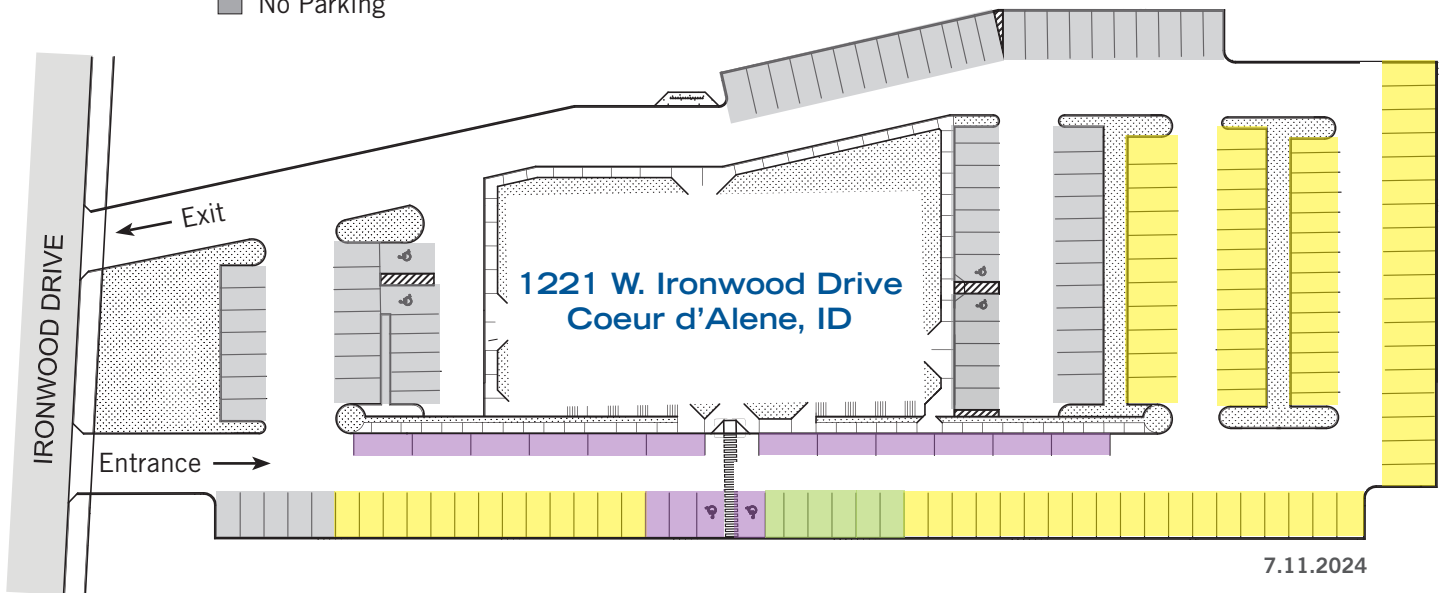 No Parking
Exit
IRONWOOD DRIVE
1221 W. Ironwood Drive
Coeur d'Alene, ID
Entrance
7.11.2024